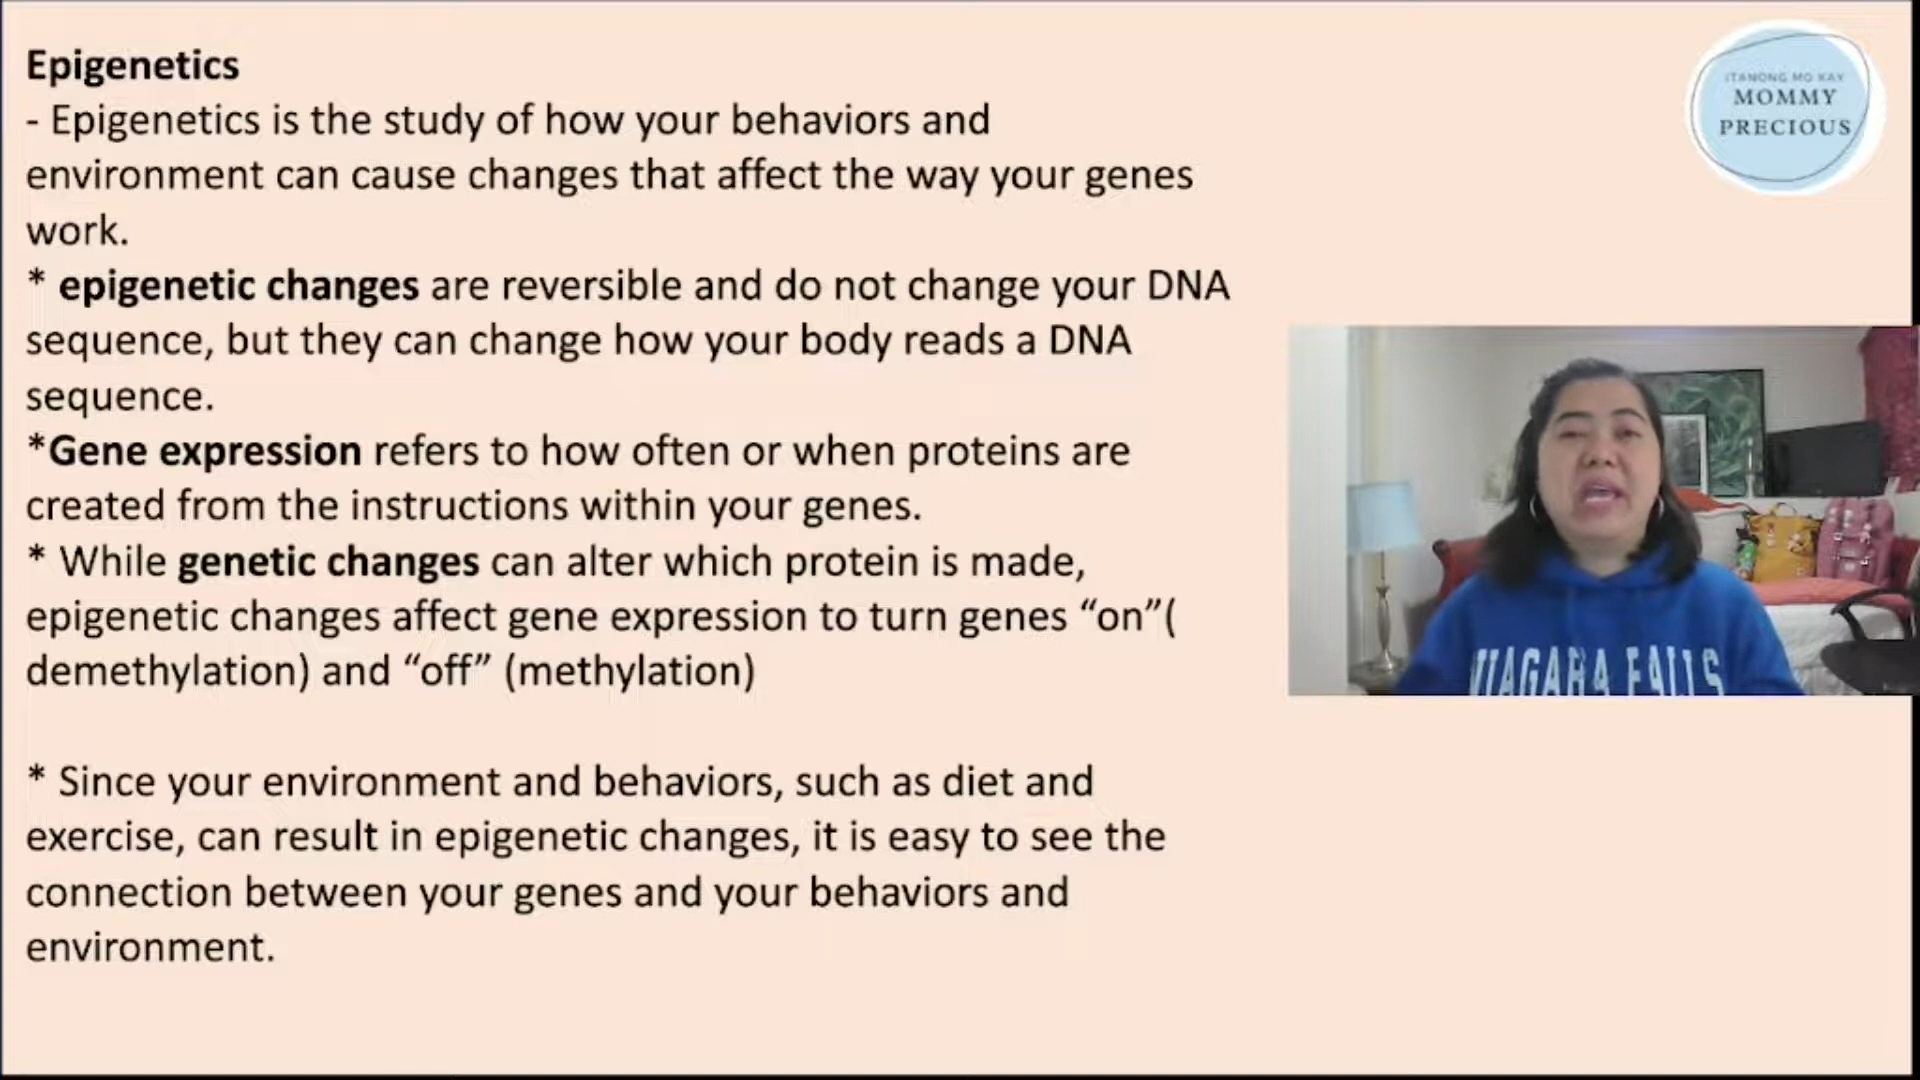 Epigenetics
- Epigenetics is the study of how your behaviors and
environment can cause changes that affect the way your genes
work.
* epigenetic changes are reversible and do not change your DNA
sequence, but they can change how your body reads a DNA
sequence.
*Gene expression refers to how often or when proteins are
created from the instructions within your genes.
* While genetic changes can alter which protein is made,
epigenetic changes affect gene expression to turn genes “on”(
demethylation) and “off” (methylation)
* Since your environment and behaviors, such as diet and
exercise, can result in epigenetic changes, it is easy to see the
connection between your genes and your behaviors and
environment.
ITANONG MO KAY
MOMMY
PRECIOUS
NIAGARA FALLS